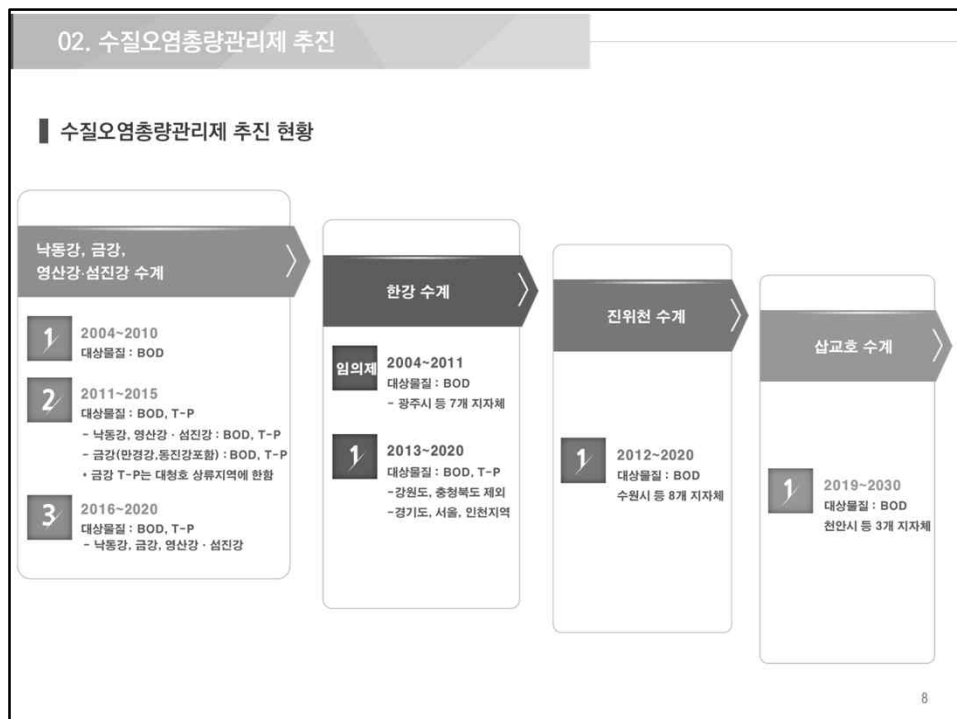 02. 수질오염총량관리제 추진
수질오염총량관리제 추진 현황
낙동강, 금강,
영산강·섬진강 수계
1
2004~2010
대상물질 : BOD
2
2011~2015
대상물질 : BOD, T-P
- 낙동강, 영산강 · 섬진강 : BOD, T-P
- 금강(만경강,동진강포함) : BOD, T-P
• 금강 T-P는 대청호 상류지역에 한함
3
2016~2020
대상물질 : BOD, T-P
- 낙동강, 금강, 영산강 · 섬진강
한강 수계
임의제
2004~2011
대상물질 : BOD
- 광주시 등 7개 지자체
1
2013~2020
대상물질 : BOD, T-P
-강원도, 충청북도 제외
-경기도, 서울, 인천지역
진위천 수계
1
2012~2020
대상물질 : BOD
수원시 등 8개 지자체
삽교호 수계
1
2019~2030
대상물질 : BOD
천안시 등 3개 지자체
8